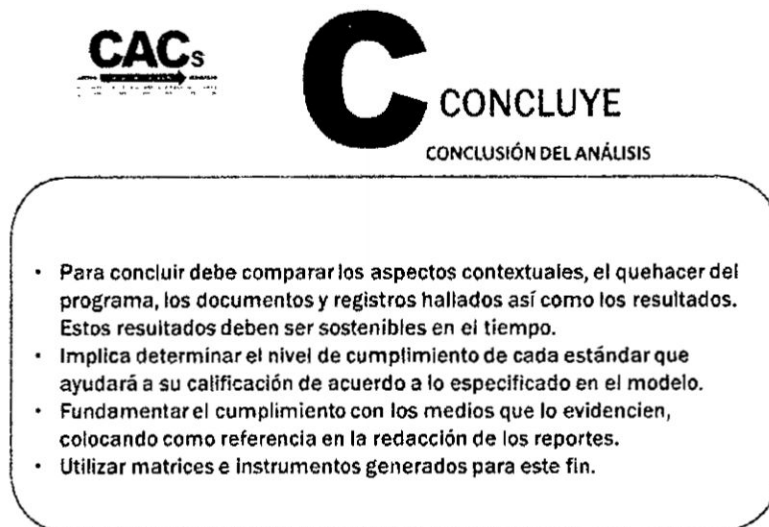 CACs
C CONCLUYE
CONCLUSIÓN DEL ANÁLISIS
• Para concluir debe comparar los aspectos contextuales, el quehacer del
programa, los documentos y registros hallados así como los resultados.
Estos resultados deben ser sostenibles en el tiempo.
• Implica determinar el nivel de cumplimiento de cada estándar que
ayudará a su calificación de acuerdo a lo especificado en el modelo.
• Fundamentar el cumplimiento con los medios que lo evidencien,
colocando como referencia en la redacción de los reportes.
• Utilizar matrices e instrumentos generados para este fin.